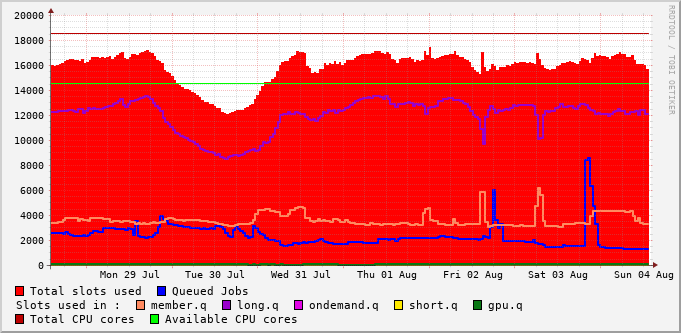 20000
18000
16000
14000
12000
10000
8000
6000
4000
2000
0
Mon 29 Jul Tue 30 Jul Wed 31 Jul Thu 01 Aug Fri 02 Aug Sat 03 Aug Sun 04 Aug
Total slots used Queued Jobs
Slots used in : member.q long.q ondemand.q short.q gpu.q
Total CPU cores Available CPU cores
RRDTOOL / TOBI OETIKER